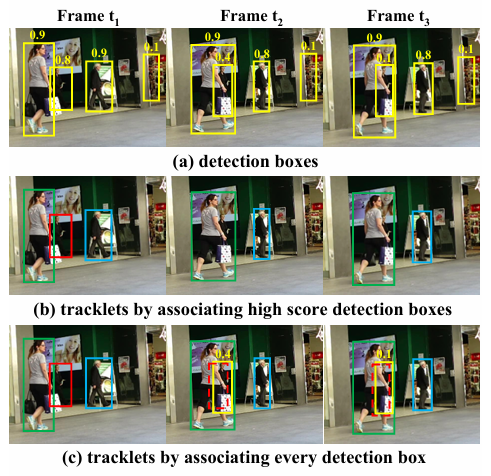 Frame t1 Frame t2 Frame t3
0.9 0.8 0.9 0.1 0.9 0.4 0.8 0.1 0.9 0.1 0.8 0.1
(a) detection boxes
(b) tracklets by associating high score detection boxes
0.4 0.1
(c) tracklets by associating every detection box